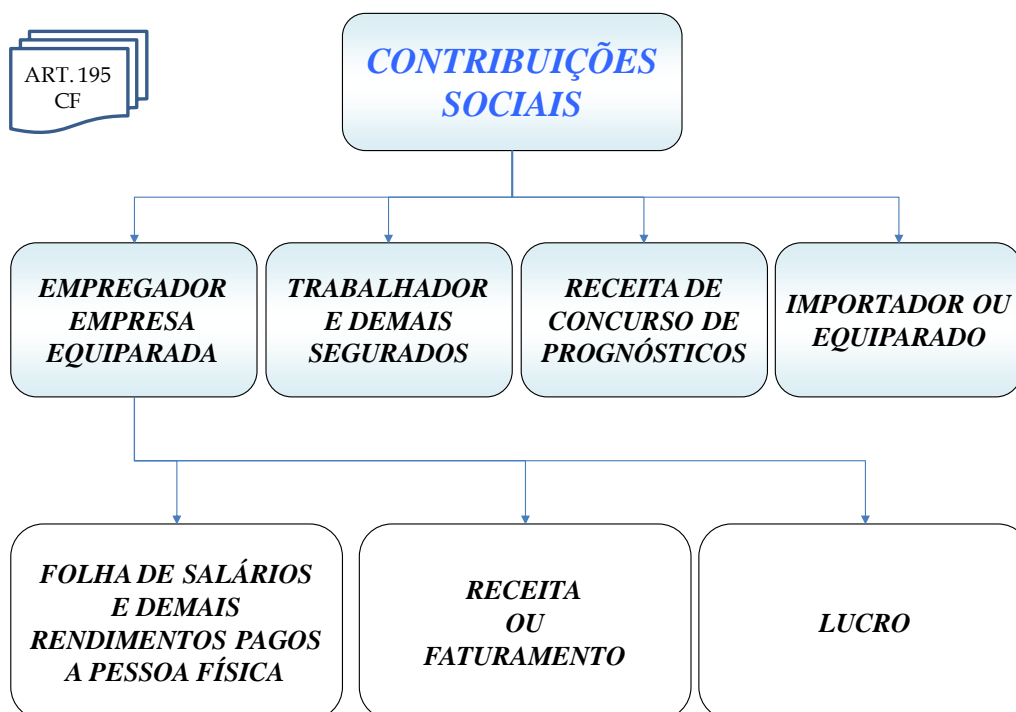 ART. 195
CF
CONTRIBUIÇÕES
SOCIAIS
EMPREGADOR
EMPRESA
EQUIPARADA
TRABALHADOR
E DEMAIS
SEGURADOS
RECEITA DE
CONCURSO DE
PROGNÓSTICOS
IMPORTADOR OU
EQUIPARADO
FOLHA DE SALÁRIOS
E DEMAIS
RENDIMENTOS PAGOS
A PESSOA FÍSICA
RECEITA
OU
FATURAMENTO
LUCRO